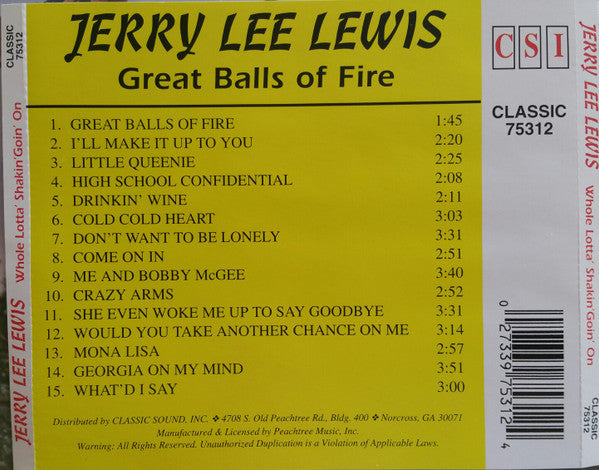 CLASSIC
75312
JERRY LEE LEWIS Whole Lotta' Shakin' Goin' On
JERRY LEE LEWIS
Great Balls of Fire
1. GREAT BALLS OF FIRE 1:45
2. I'LL MAKE IT UP TO YOU 2:20
3. LITTLE QUEENIE 2:25
4. HIGH SCHOOL CONFIDENTIAL 2:08
5. DRINKIN' WINE 2:11
6. COLD COLD HEART 3:03
7. DON'T WANT TO BE LONELY 3:31
8. COME ON IN 2:51
9. ME AND BOBBY McGEE 3:40
10. CRAZY ARMS 2:52
11. SHE EVEN WOKE ME UP TO SAY GOODBYE 3:31
12. WOULD YOU TAKE ANOTHER CHANCE ON ME 3:14
13. MONA LISA 2:57
14. GEORGIA ON MY MIND 3:51
15. WHAT'D I SAY 3:00
Distributed by CLASSIC SOUND, INC. ❖ 4708 S. Old Peachtree Rd., Bldg. 400 ❖ Norcross, GA 30071
Manufactured & Licensed by Peachtree Music, Inc.
Warning: All Rights Reserved. Unauthorized Duplication is a Violation of Applicable Laws.
CSI
CLASSIC
75312
0 27339 75312 4
JERRY LEE LEWIS Whole Lotta' Shakin' Goin' On
CLASSIC
75312